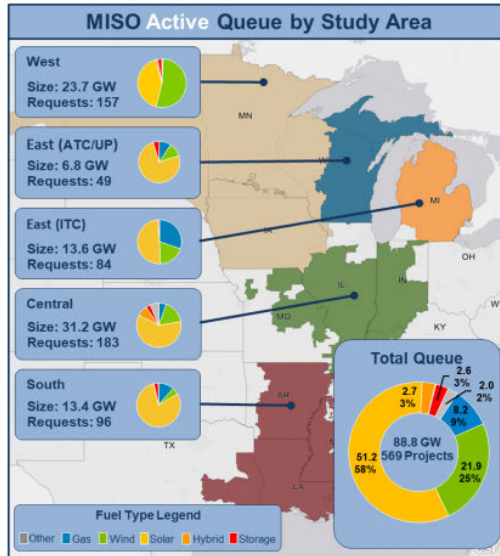 MISO Active Queue by Study Area
West
Size: 23.7 GW
Requests: 157
East (ATC/UP)
Size: 6.8 GW
Requests: 49
East (ITC)
Size: 13.6 GW
Requests: 84
Central
Size: 31.2 GW
Requests: 183
South
Size: 13.4 GW
Requests: 96
MN
MI
IA
OH
IL
IN
MO
KY
AR
TX
LA
Total Queue
2.6
3%
2.0
2%
2.7
3%
8.2
9%
88.8 GW
569 Projects
51.2
58%
21.9
25%
Fuel Type Legend
Other Gas Wind Solar Hybrid Storage